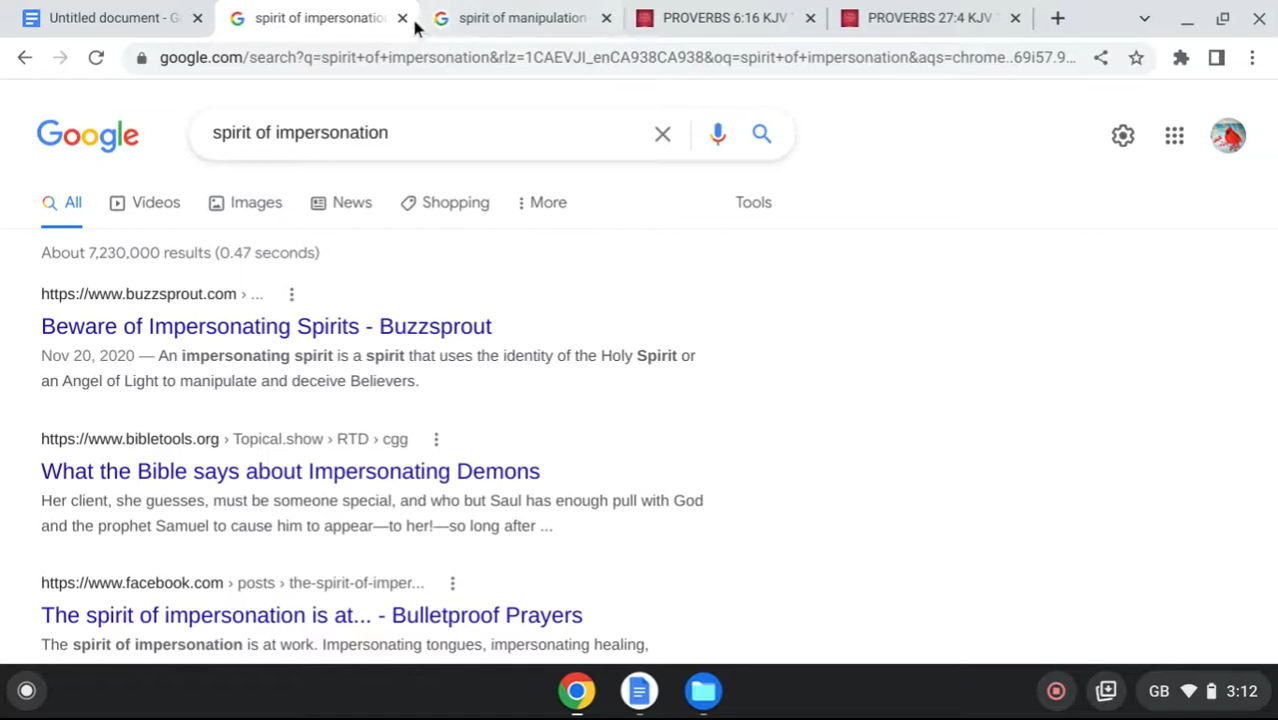 Untitled document - G
spirit of impersonation
spirit of manipulation
PROVERBS 6:16 KJV
PROVERBS 27:4 KJV
google.com/search?q=spirit+of+impersonation&rlz=1CAEVJI_enCA938CA938&oq=spirit+of+impersonation&aqs=chrome..69i57.9...
Google
spirit of impersonation
All
Videos
Images
News
Shopping
More
Tools
About 7,230,000 results (0.47 seconds)
https://www.buzzsprout.com › ...
Beware of Impersonating Spirits - Buzzsprout
Nov 20, 2020 — An impersonating spirit is a spirit that uses the identity of the Holy Spirit or
an Angel of Light to manipulate and deceive Believers.
https://www.bibletools.org › Topical.show › RTD › cgg
What the Bible says about Impersonating Demons
Her client, she guesses, must be someone special, and who but Saul has enough pull with God
and the prophet Samuel to cause him to appear—to her!—so long after ...
https://www.facebook.com › posts › the-spirit-of-imper...
The spirit of impersonation is at... - Bulletproof Prayers
The spirit of impersonation is at work. Impersonating tongues, impersonating healing,
GB
3:12